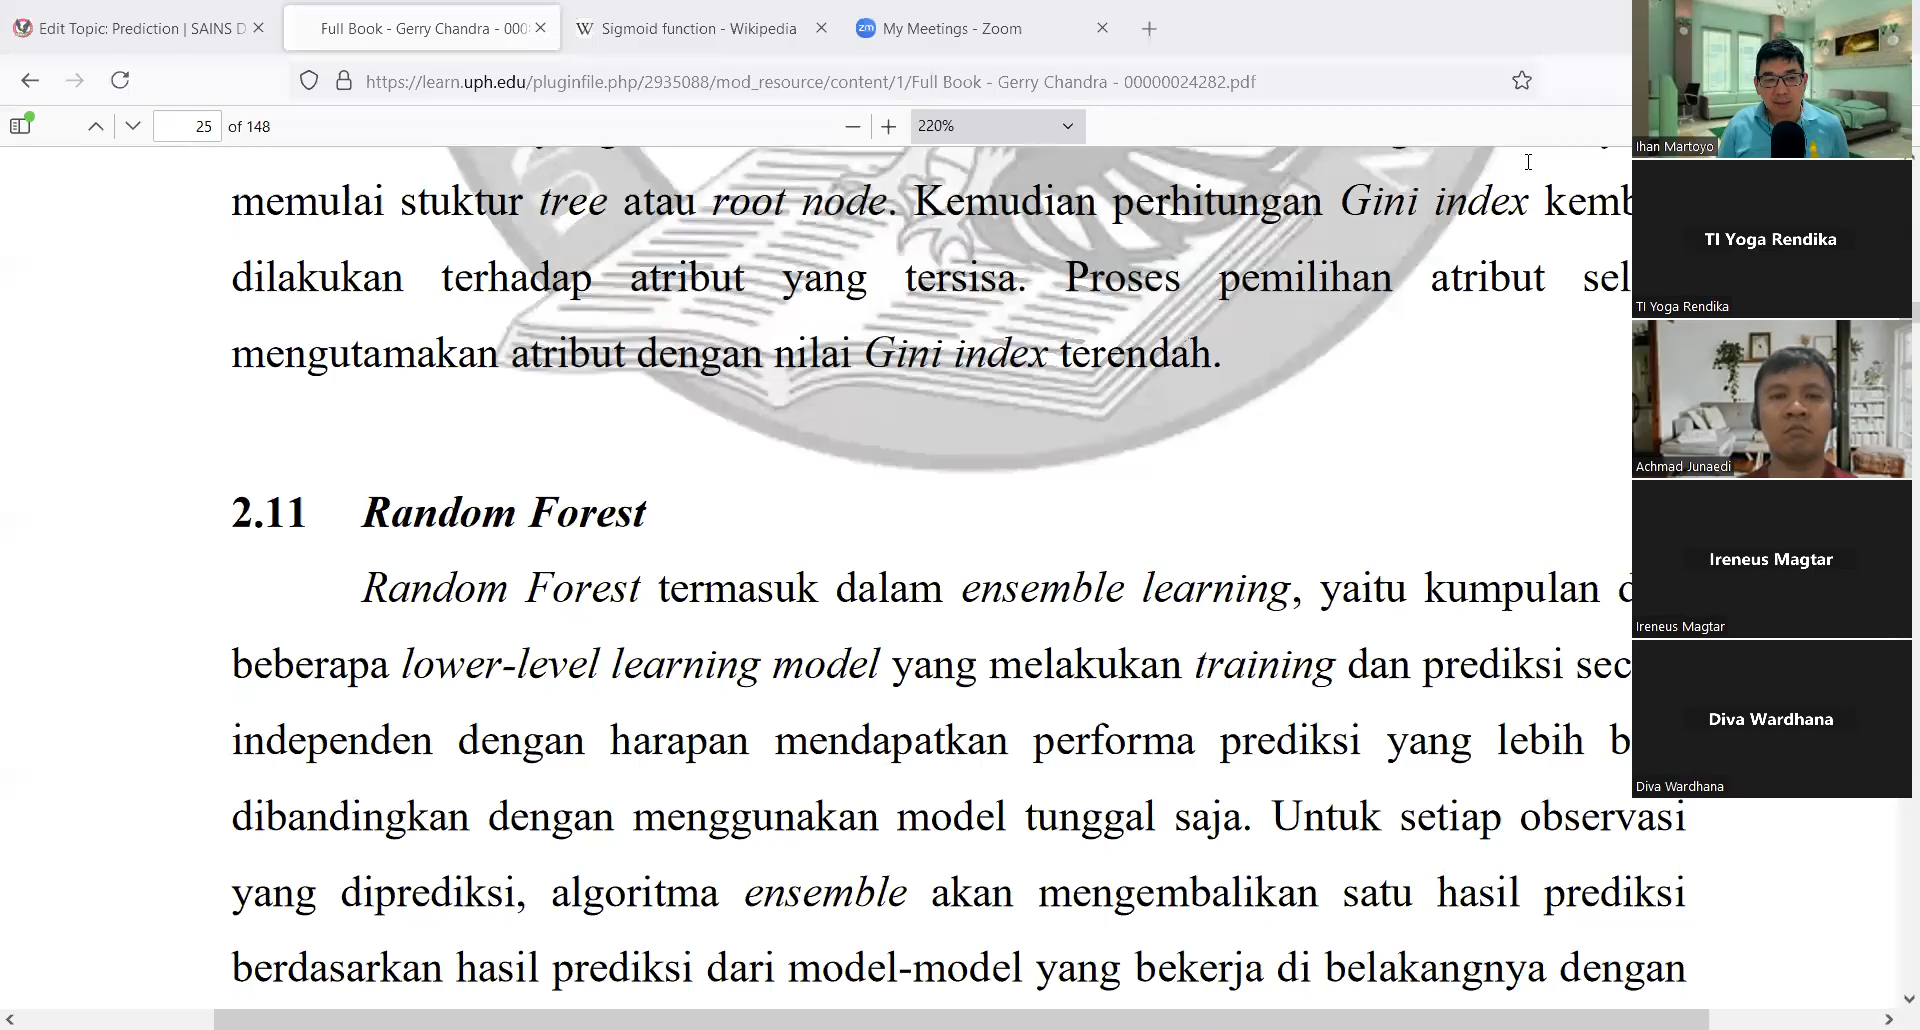 Edit Topic: Prediction | SAINS D
Full Book - Gerry Chandra - 000
W Sigmoid function - Wikipedia
zm My Meetings - Zoom
https://learn.uph.edu/pluginfile.php/2935088/mod_resource/content/1/Full Book - Gerry Chandra - 00000024282.pdf
25 of 148
220%
memulai stuktur tree atau root node. Kemudian perhitungan Gini index kemb
dilakukan terhadap atribut yang tersisa. Proses pemilihan atribut sel
mengutamakan atribut dengan nilai Gini index terendah.
2.11 Random Forest
Random Forest termasuk dalam ensemble learning, yaitu kumpulan d
beberapa lower-level learning model yang melakukan training dan prediksi sec
independen dengan harapan mendapatkan performa prediksi yang lebih b
dibandingkan dengan menggunakan model tunggal saja. Untuk setiap observasi
yang diprediksi, algoritma ensemble akan mengembalikan satu hasil prediksi
berdasarkan hasil prediksi dari model-model yang bekerja di belakangnya dengan
Ihan Martoyo
TI Yoga Rendika
TI Yoga Rendika
Achmad Junaedi
Ireneus Magtar
Ireneus Magtar
Diva Wardhana
Diva Wardhana